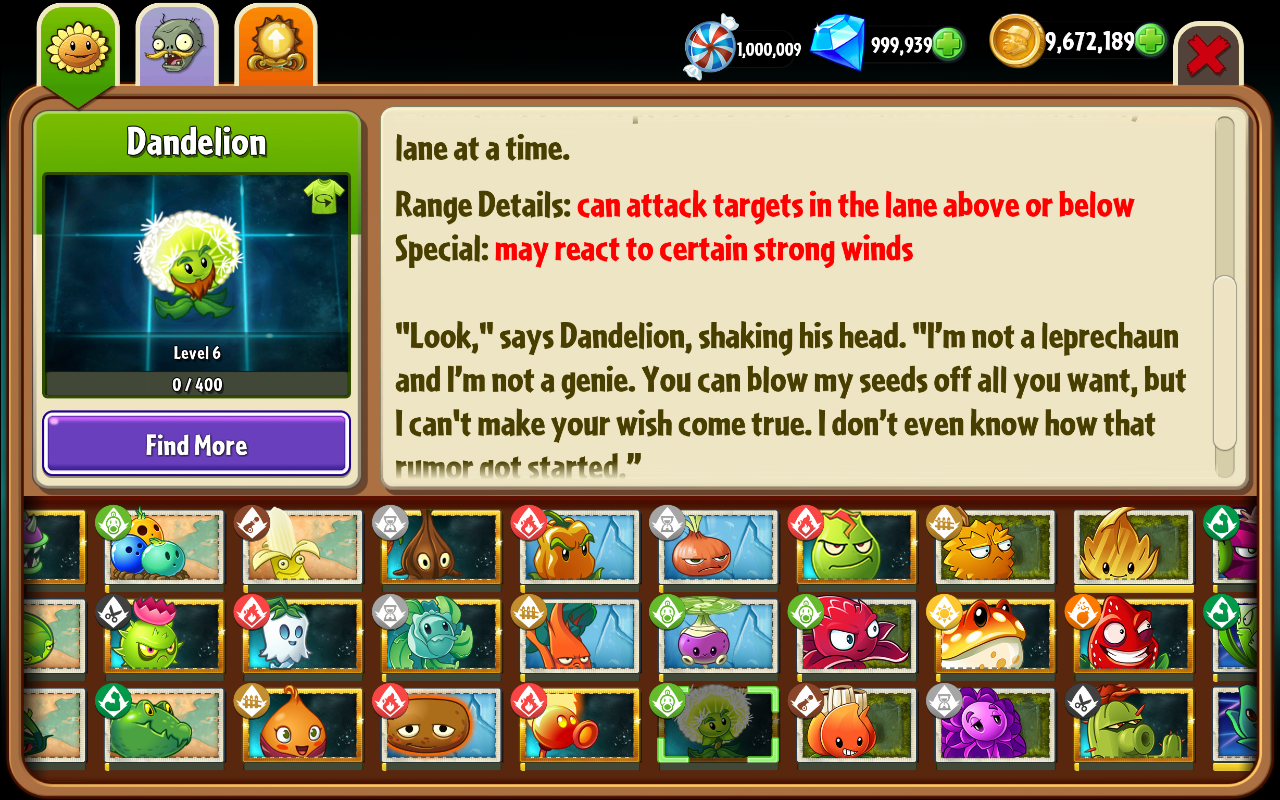 1,000,009
999,939
9,672,189
Dandelion
Level 6
0 / 400
Find More
lane at a time.
Range Details: can attack targets in the lane above or below
Special: may react to certain strong winds
"Look," says Dandelion, shaking his head. "I'm not a leprechaun
and I'm not a genie. You can blow my seeds off all you want, but
I can't make your wish come true. I don’t even know how that
rumor got started.”